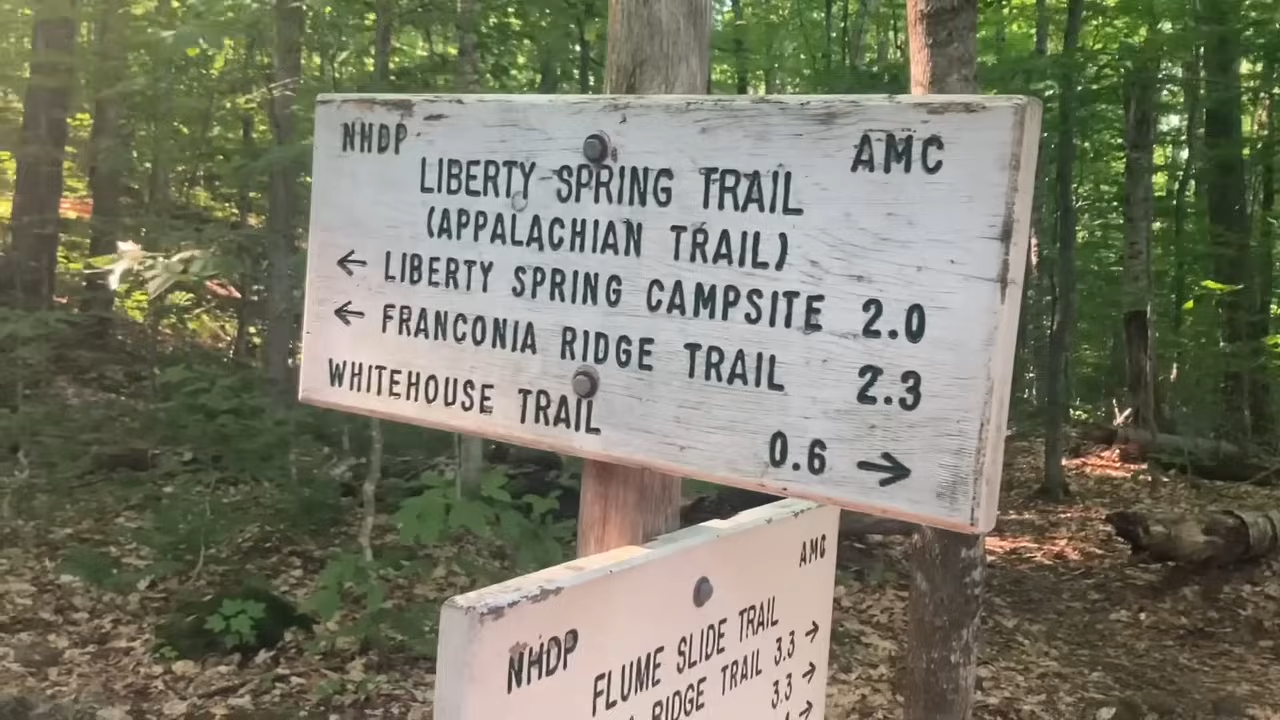 NHDP AMC
LIBERTY SPRING TRAIL
(APPALACHIAN TRAIL)
← LIBERTY SPRING CAMPSITE 2.0
← FRANCONIA RIDGE TRAIL 2.3
WHITEHOUSE TRAIL 0.6 →
NHDP AMC
FLUME SLIDE TRAIL
RIDGE TRAIL 3.3 →
3.3 →